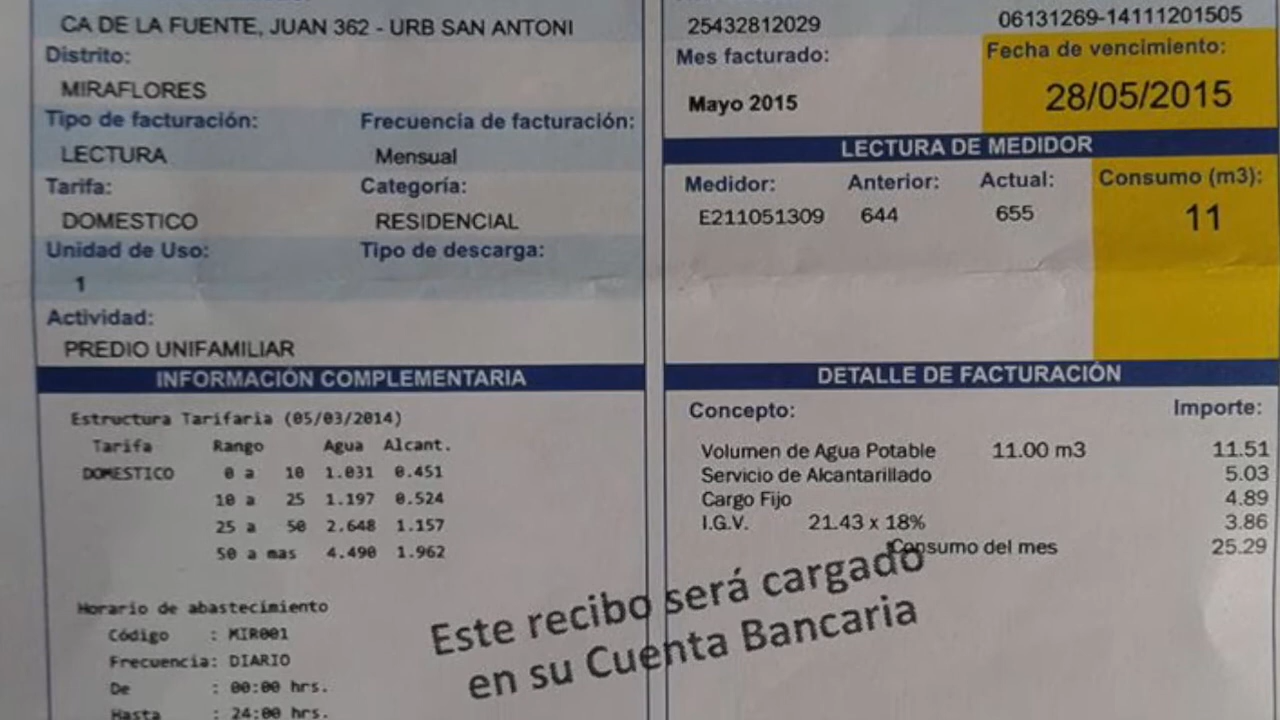 CA DE LA FUENTE, JUAN 362 - URB SAN ANTONI
Distrito:
MIRAFLORES
Tipo de facturación: Frecuencia de facturación:
LECTURA Mensual
Tarifa: Categoría:
DOMESTICO RESIDENCIAL
Unidad de Uso: Tipo de descarga:
1
Actividad:
PREDIO UNIFAMILIAR
INFORMACIÓN COMPLEMENTARIA
Estructura Tarifaria (05/03/2014)
Tarifa Rango Agua Alcant.
DOMESTICO 0 a 10 1.031 0.451
10 a 25 1.197 0.524
25 a 50 2.648 1.157
50 a mas 4.490 1.962
Horario de abastecimiento
Código : MIR001
Frecuencia: DIARIO
De : 00:00 hrs.
Hasta : 24:00 hrs.
25432812029 06131269-14111201505
Mes facturado: Fecha de vencimiento:
Mayo 2015 28/05/2015
LECTURA DE MEDIDOR
Medidor: Anterior: Actual: Consumo (m3):
E211051309 644 655 11
DETALLE DE FACTURACIÓN
Concepto: Importe:
Volumen de Agua Potable 11.00 m3 11.51
Servicio de Alcantarillado 5.03
Cargo Fijo 4.89
I.G.V. 21.43 x 18% 3.86
Consumo del mes 25.29
Este recibo será cargado
en su Cuenta Bancaria